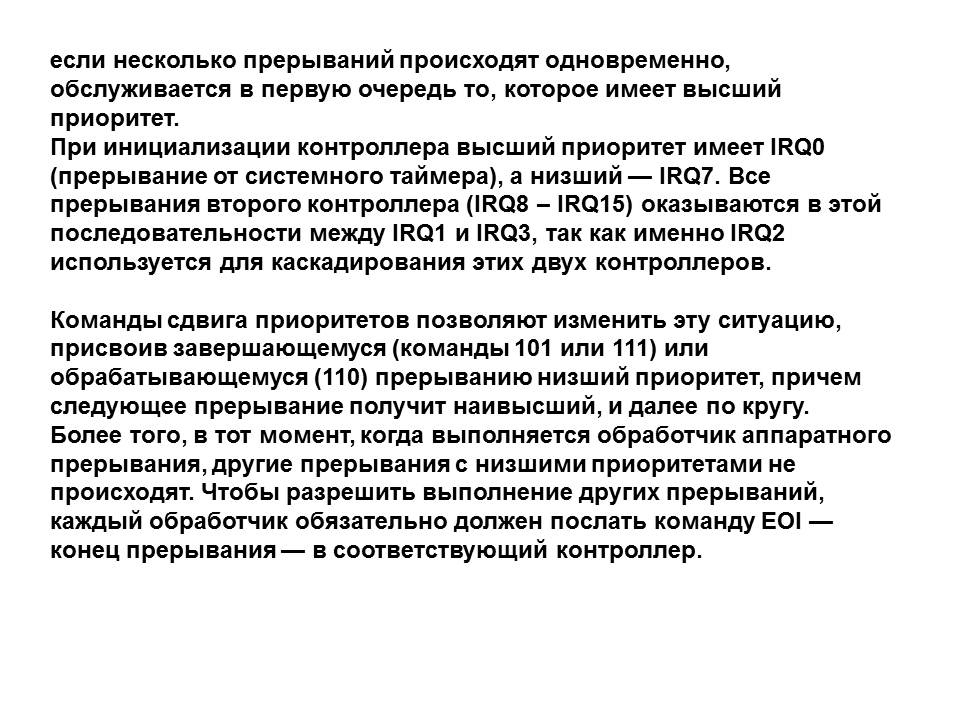 если несколько прерываний происходят одновременно,
обслуживается в первую очередь то, которое имеет высший
приоритет.
При инициализации контроллера высший приоритет имеет IRQ0
(прерывание от системного таймера), а низший — IRQ7. Все
прерывания второго контроллера (IRQ8 – IRQ15) оказываются в этой
последовательности между IRQ1 и IRQ3, так как именно IRQ2
используется для каскадирования этих двух контроллеров.
Команды сдвига приоритетов позволяют изменить эту ситуацию,
присвоив завершающемуся (команды 101 или 111) или
обрабатывающемуся (110) прерыванию низший приоритет, причем
следующее прерывание получит наивысший, и далее по кругу.
Более того, в тот момент, когда выполняется обработчик аппаратного
прерывания, другие прерывания с низшими приоритетами не
происходят. Чтобы разрешить выполнение других прерываний,
каждый обработчик обязательно должен послать команду EOI —
конец прерывания — в соответствующий контроллер.